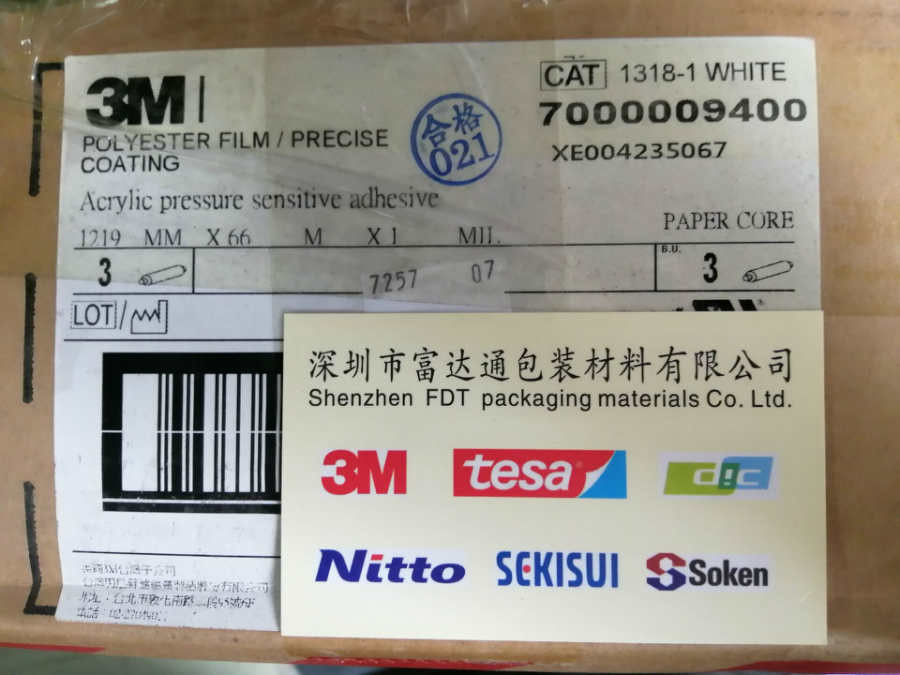 3M
CAT 1318-1 WHITE
7000009400
POLYESTER FILM / PRECISE
COATING
合格
021
XE004235067
Acrylic pressure sensitive adhesive
PAPER CORE
1219 MM X 66 M X 1 MIL
B.U.
3
7257 07
3
LOT /
深圳市富达通包装材料有限公司
Shenzhen FDT packaging materials Co. Ltd.
3M
tesa
dic
Nitto
SEKISUI
Soken